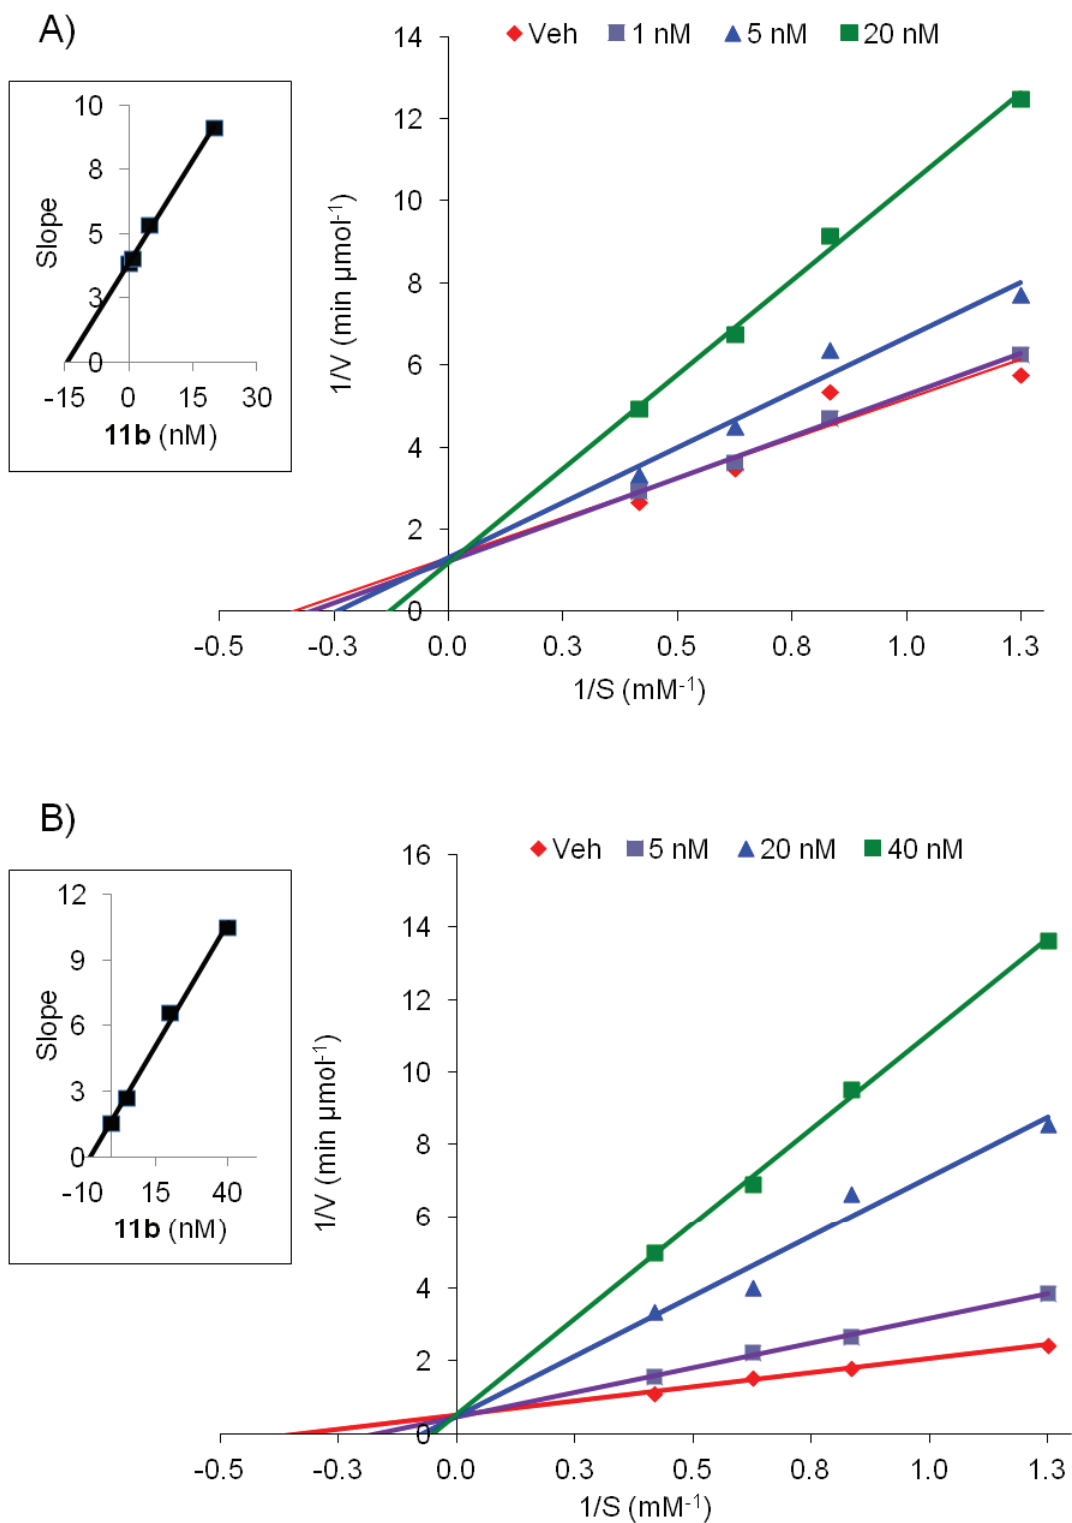 A)
Veh 1 nM 5 nM 20 nM
14
12
10
8
6
4
2
0
1/V (min µmol-1)
-0.5 -0.3 0.0 0.3 0.5 0.8 1.0 1.3
1/S (mM-1)
10
8
5
3
0
Slope
-15 0 15 30
11b (nM)
B)
Veh 5 nM 20 nM 40 nM
16
14
12
10
8
6
4
2
0
1/V (min µmol-1)
-0.5 -0.3 0.0 0.3 0.5 0.8 1.0 1.3
1/S (mM-1)
12
9
6
3
0
Slope
-10 15 40
11b (nM)